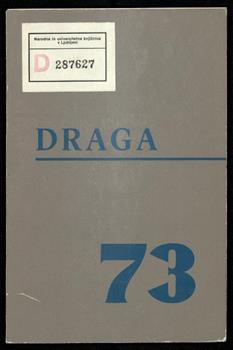 Narodna in univerzitetna knjižnica
v Ljubljani
D 287627
DRAGA
73